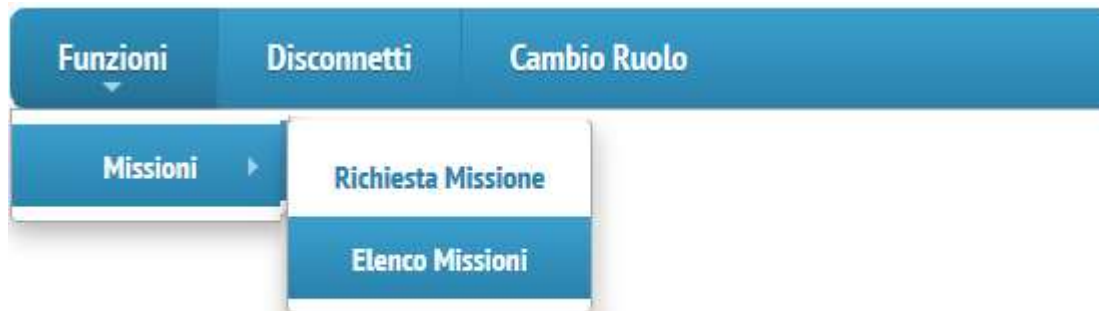 Funzioni Disconnetti Cambio Ruolo
Missioni
Richiesta Missione
Elenco Missioni